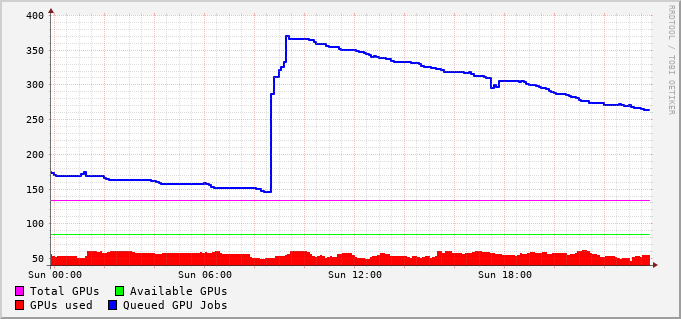 400
350
300
250
200
150
100
50
Sun 00:00 Sun 06:00 Sun 12:00 Sun 18:00
Total GPUs Available GPUs
GPUs used Queued GPU Jobs
RRDTOOL / TOBI OETIKER